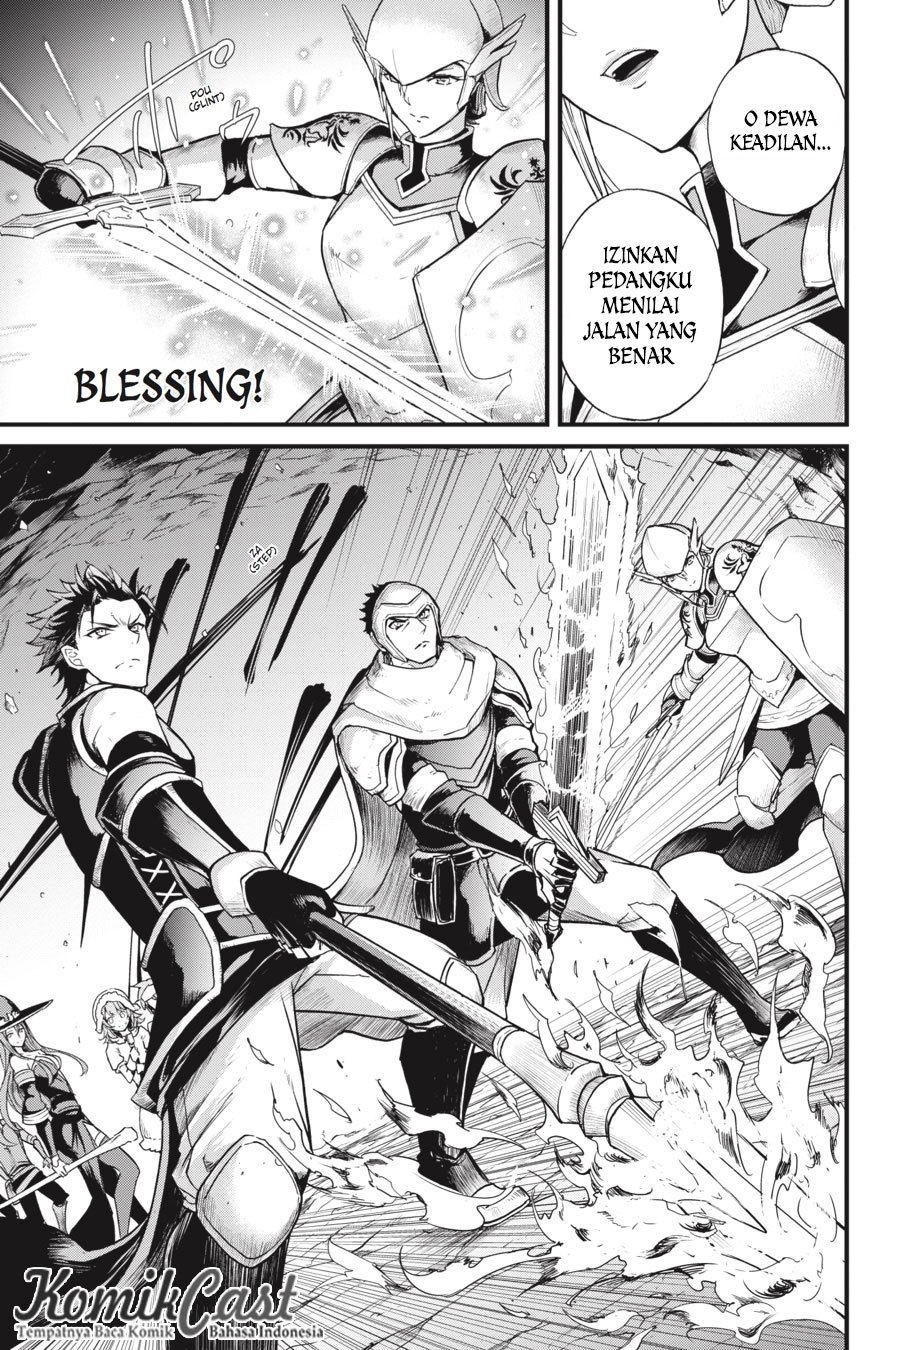 O DEWA
KEADILAN...
IZINKAN
PEDANGKU
MENILAI
JALAN YANG
BENAR
POU
(GLINT)
BLESSING!
ZA
(STEP)
KomikCast
Tempatnya Baca Komik
Bahasa Indonesia